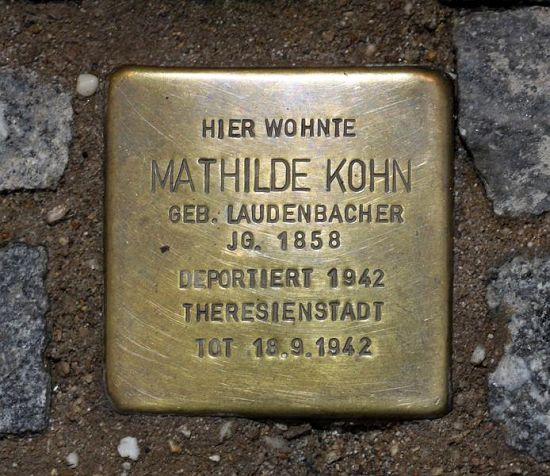 HIER WOHNTE
MATHILDE KOHN
GEB. LAUDENBACHER
JG. 1858
DEPORTIERT 1942
THERESIENSTADT
TOT 18.9.1942